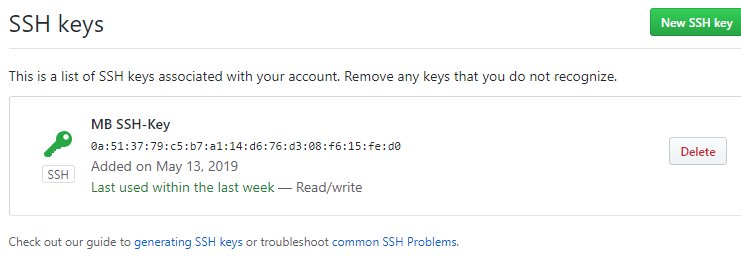 SSH keys
New SSH key
This is a list of SSH keys associated with your account. Remove any keys that you do not recognize.
MB SSH-Key
0a:51:37:79:c5:b7:a1:14:d6:76:d3:08:f6:15:fe:d0
Added on May 13, 2019
SSH
Last used within the last week — Read/write
Delete
Check out our guide to generating SSH keys or troubleshoot common SSH Problems.